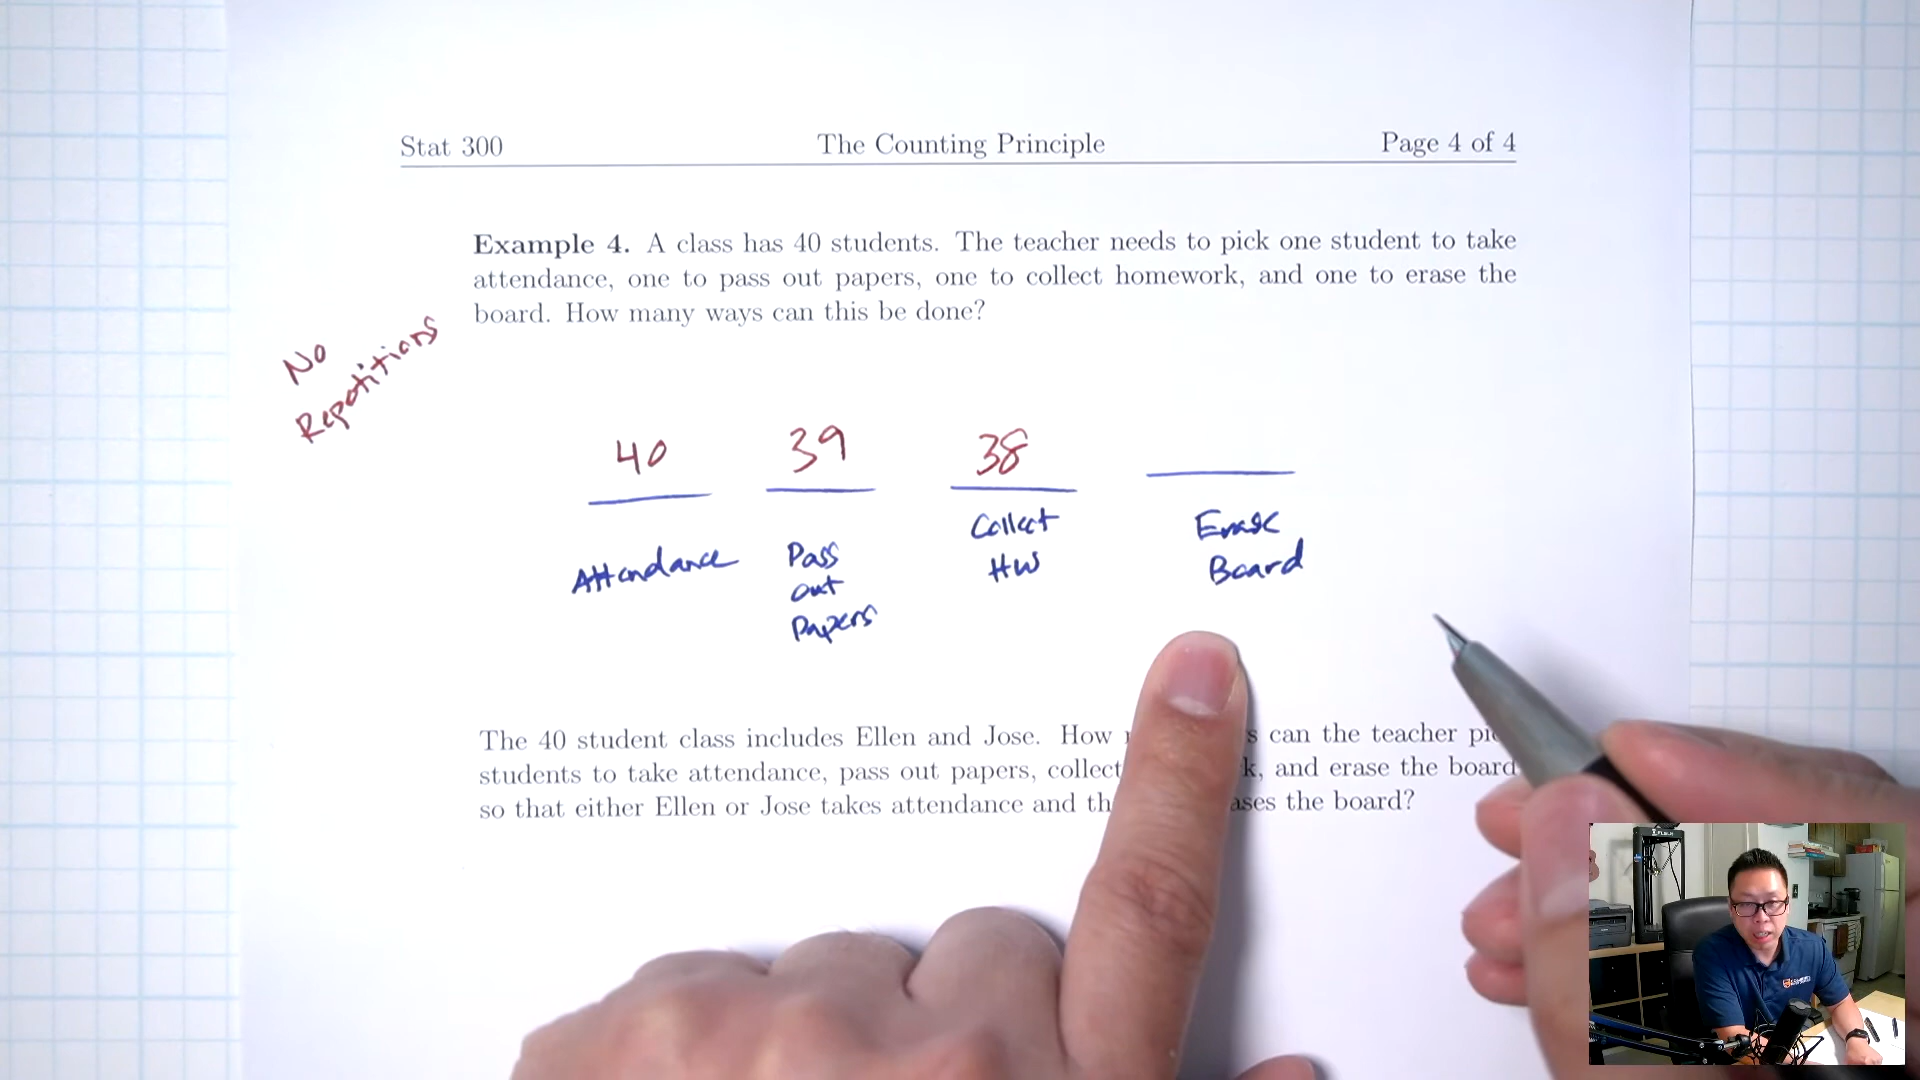 Stat 300 The Counting Principle Page 4 of 4
Example 4. A class has 40 students. The teacher needs to pick one student to take
attendance, one to pass out papers, one to collect homework, and one to erase the
board. How many ways can this be done?
No
Repetitions
40 39 38
Attendance
Pass
out
Papers
Collect
HW
Erase
Board
The 40 student class includes Ellen and Jose. How can the teacher
students to take attendance, pass out papers, collect and erase the board
so that either Ellen or Jose takes attendance and the board?